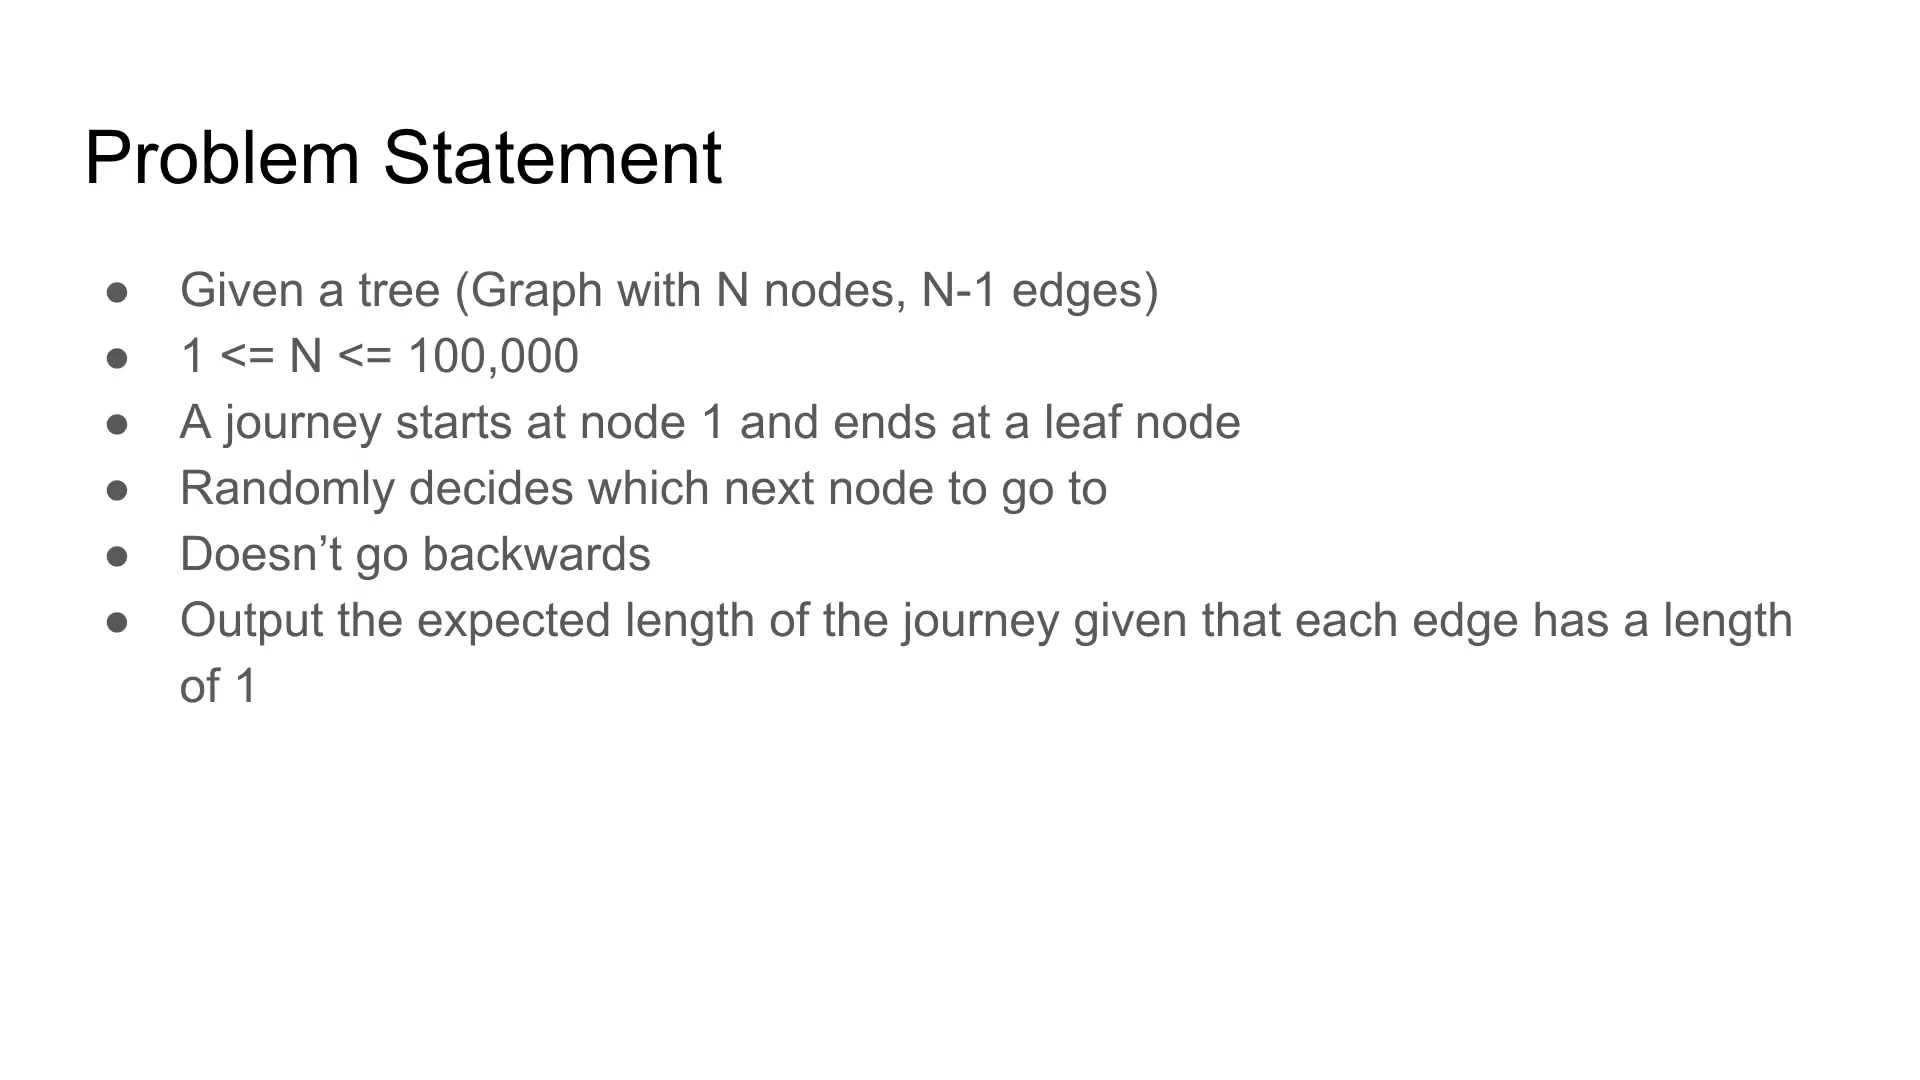 Problem Statement
● Given a tree (Graph with N nodes, N-1 edges)
● 1 <= N <= 100,000
● A journey starts at node 1 and ends at a leaf node
● Randomly decides which next node to go to
● Doesn’t go backwards
● Output the expected length of the journey given that each edge has a length
of 1